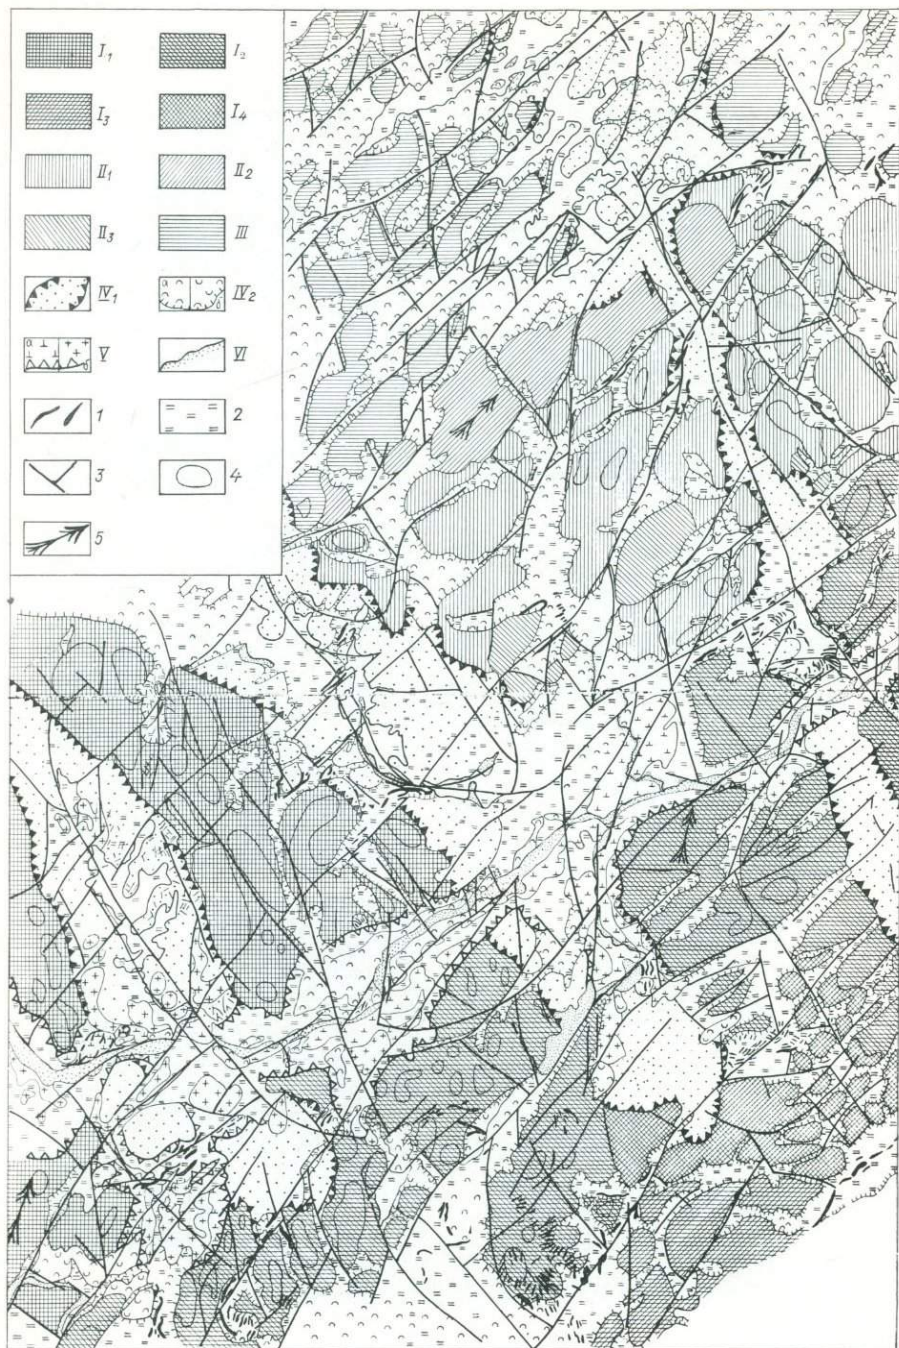 I₁ I₂
I₃ I₄
II₁ II₂
II₃ III
a IV₁ a б IV₂
a б V VI
1 2
3 4
5